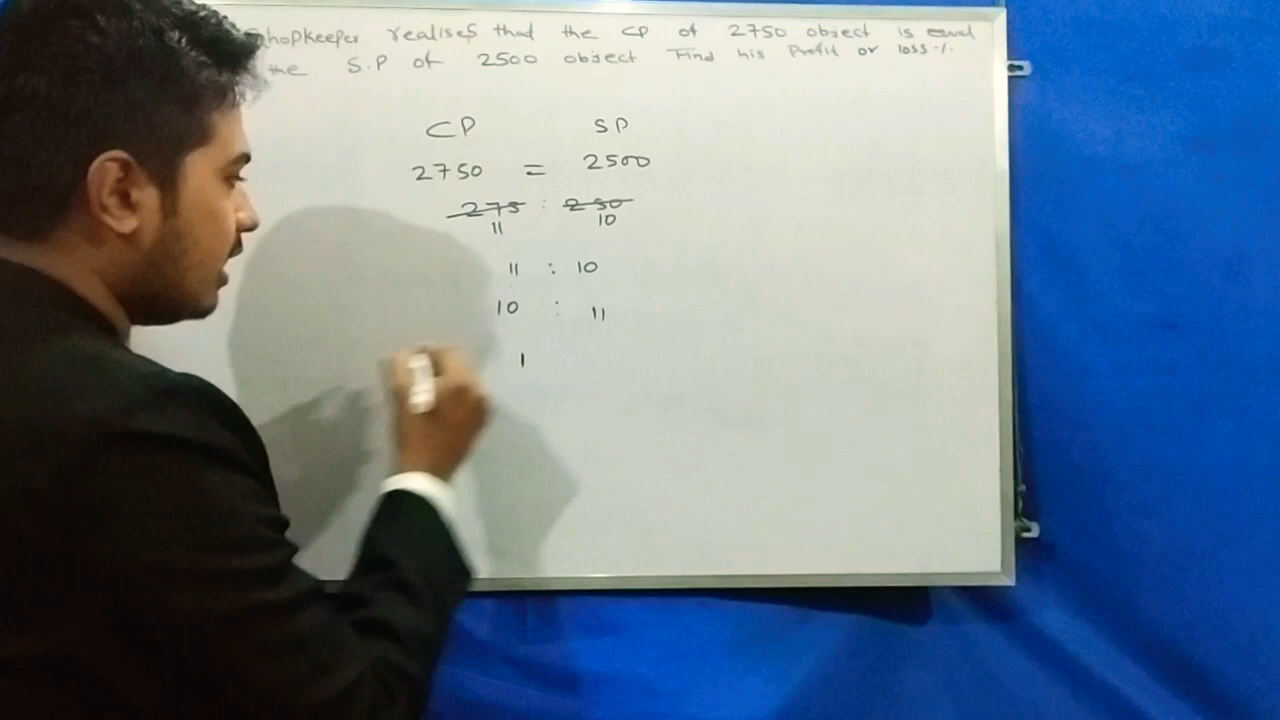 Shopkeeper realises that the CP of 2750 object is equal
the S.P of 2500 object Find his Profit or loss %.
CP SP
2750 = 2500
275 : 250
11 10
11 : 10
10 : 11
1